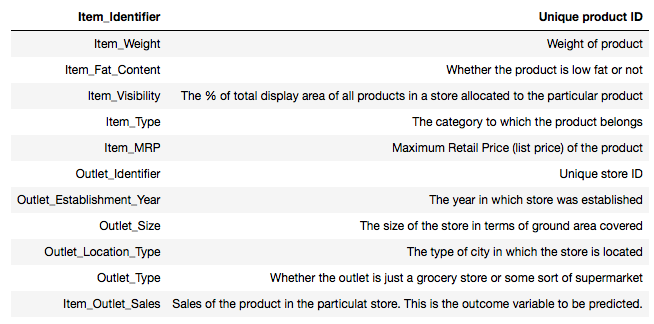 Item_Identifier Unique product ID
Item_Weight Weight of product
Item_Fat_Content Whether the product is low fat or not
Item_Visibility The % of total display area of all products in a store allocated to the particular product
Item_Type The category to which the product belongs
Item_MRP Maximum Retail Price (list price) of the product
Outlet_Identifier Unique store ID
Outlet_Establishment_Year The year in which store was established
Outlet_Size The size of the store in terms of ground area covered
Outlet_Location_Type The type of city in which the store is located
Outlet_Type Whether the outlet is just a grocery store or some sort of supermarket
Item_Outlet_Sales Sales of the product in the particulat store. This is the outcome variable to be predicted.